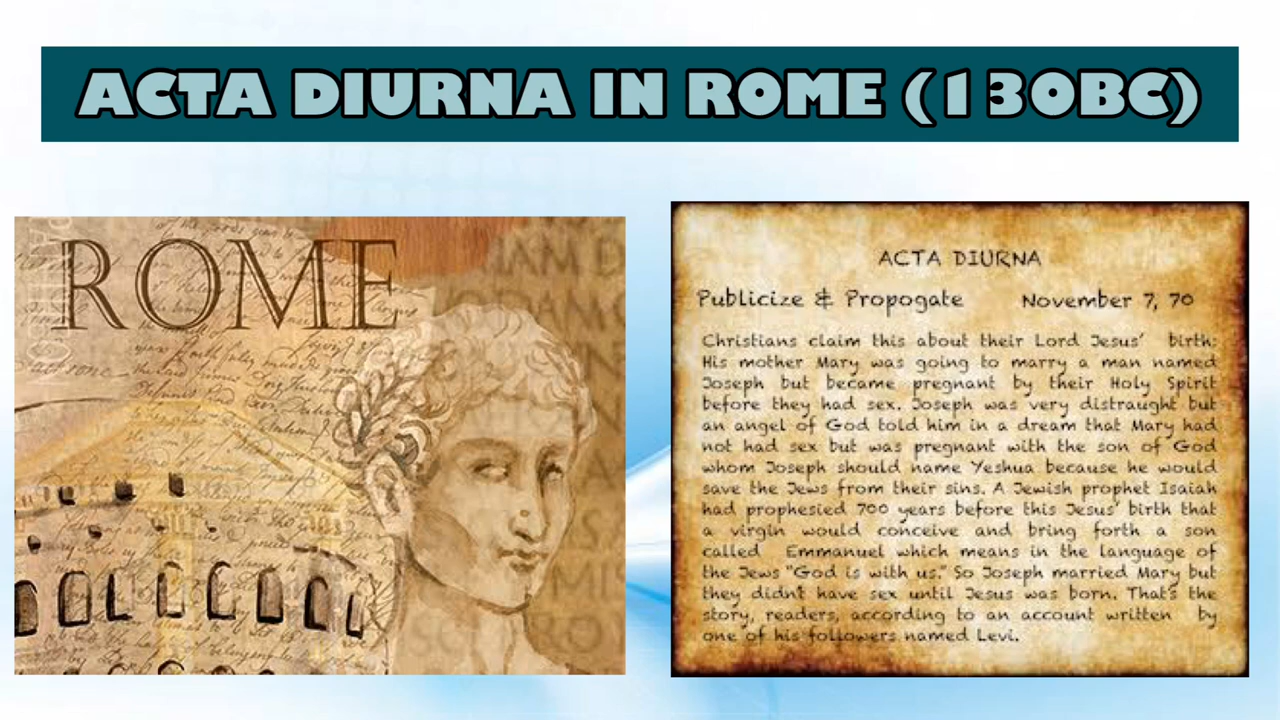 ACTA DIURNA IN ROME (130BC)
ROME
ACTA DIURNA
Publicize & Propogate November 7, 70
Christians claim this about their Lord Jesus' birth:
His mother Mary was going to marry a man named
Joseph but became pregnant by their Holy Spirit
before they had sex. Joseph was very distraught but
an angel of God told him in a dream that Mary had
not had sex but was pregnant with the son of God
whom Joseph should name Yeshua because he would
save the Jews from their sins. A Jewish prophet Isaiah
had prophesied 700 years before this Jesus' birth that
a virgin would conceive and bring forth a son
called Emmanuel which means in the language of
the Jews "God is with us." So Joseph married Mary but
they didn't have sex until Jesus was born. That's the
story, readers, according to an account written by
one of his followers named Levi.